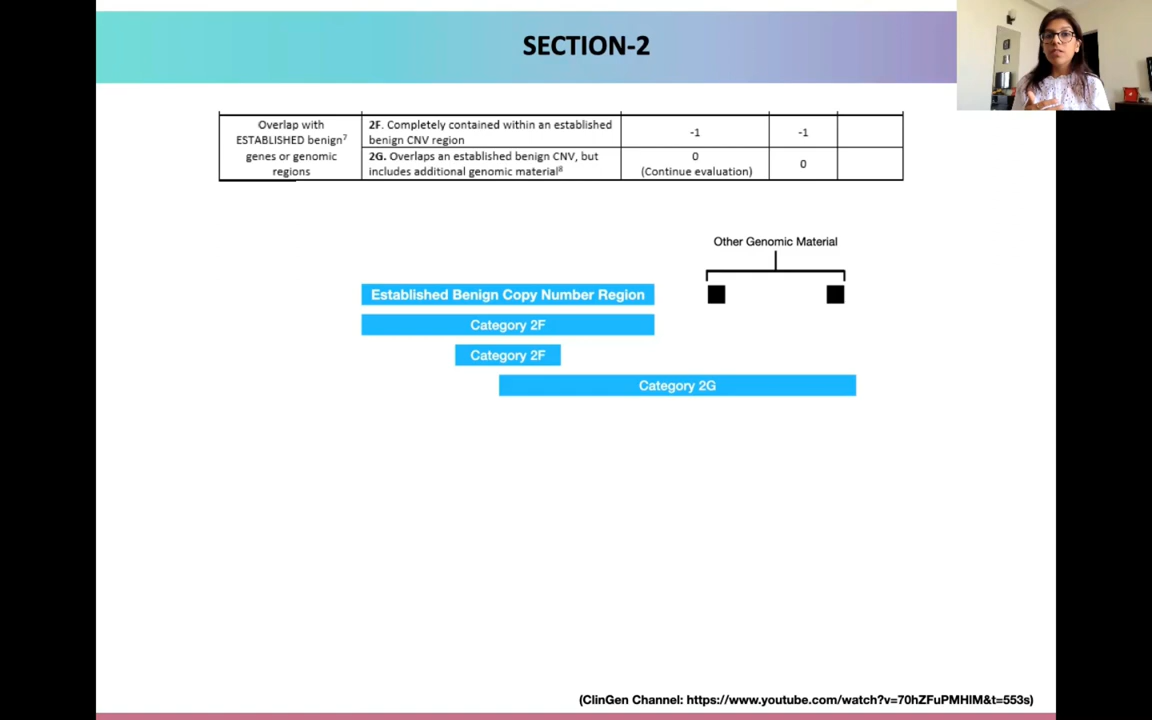 SECTION-2
Overlap with
ESTABLISHED benign⁷
genes or genomic
regions
2F. Completely contained within an established
benign CNV region
-1
-1
2G. Overlaps an established benign CNV, but
includes additional genomic material⁸
0
(Continue evaluation)
0
Other Genomic Material
Established Benign Copy Number Region
Category 2F
Category 2F
Category 2G
(ClinGen Channel: https://www.youtube.com/watch?v=70hZFuPMHlM&t=553s)